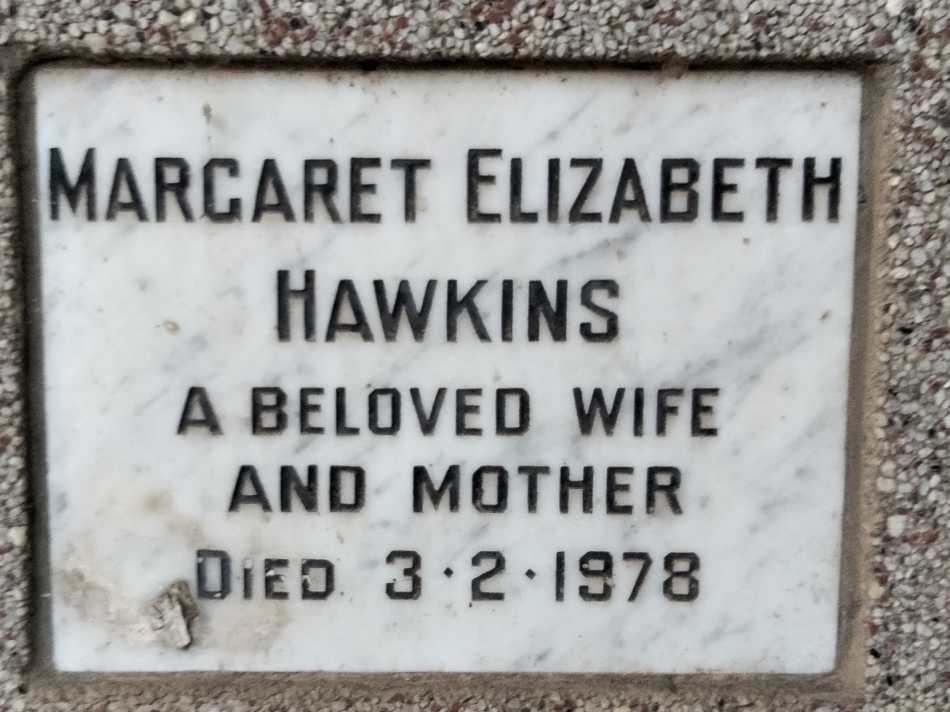 MARGARET ELIZABETH
HAWKINS
A BELOVED WIFE
AND MOTHER
DIED 3·2·1978